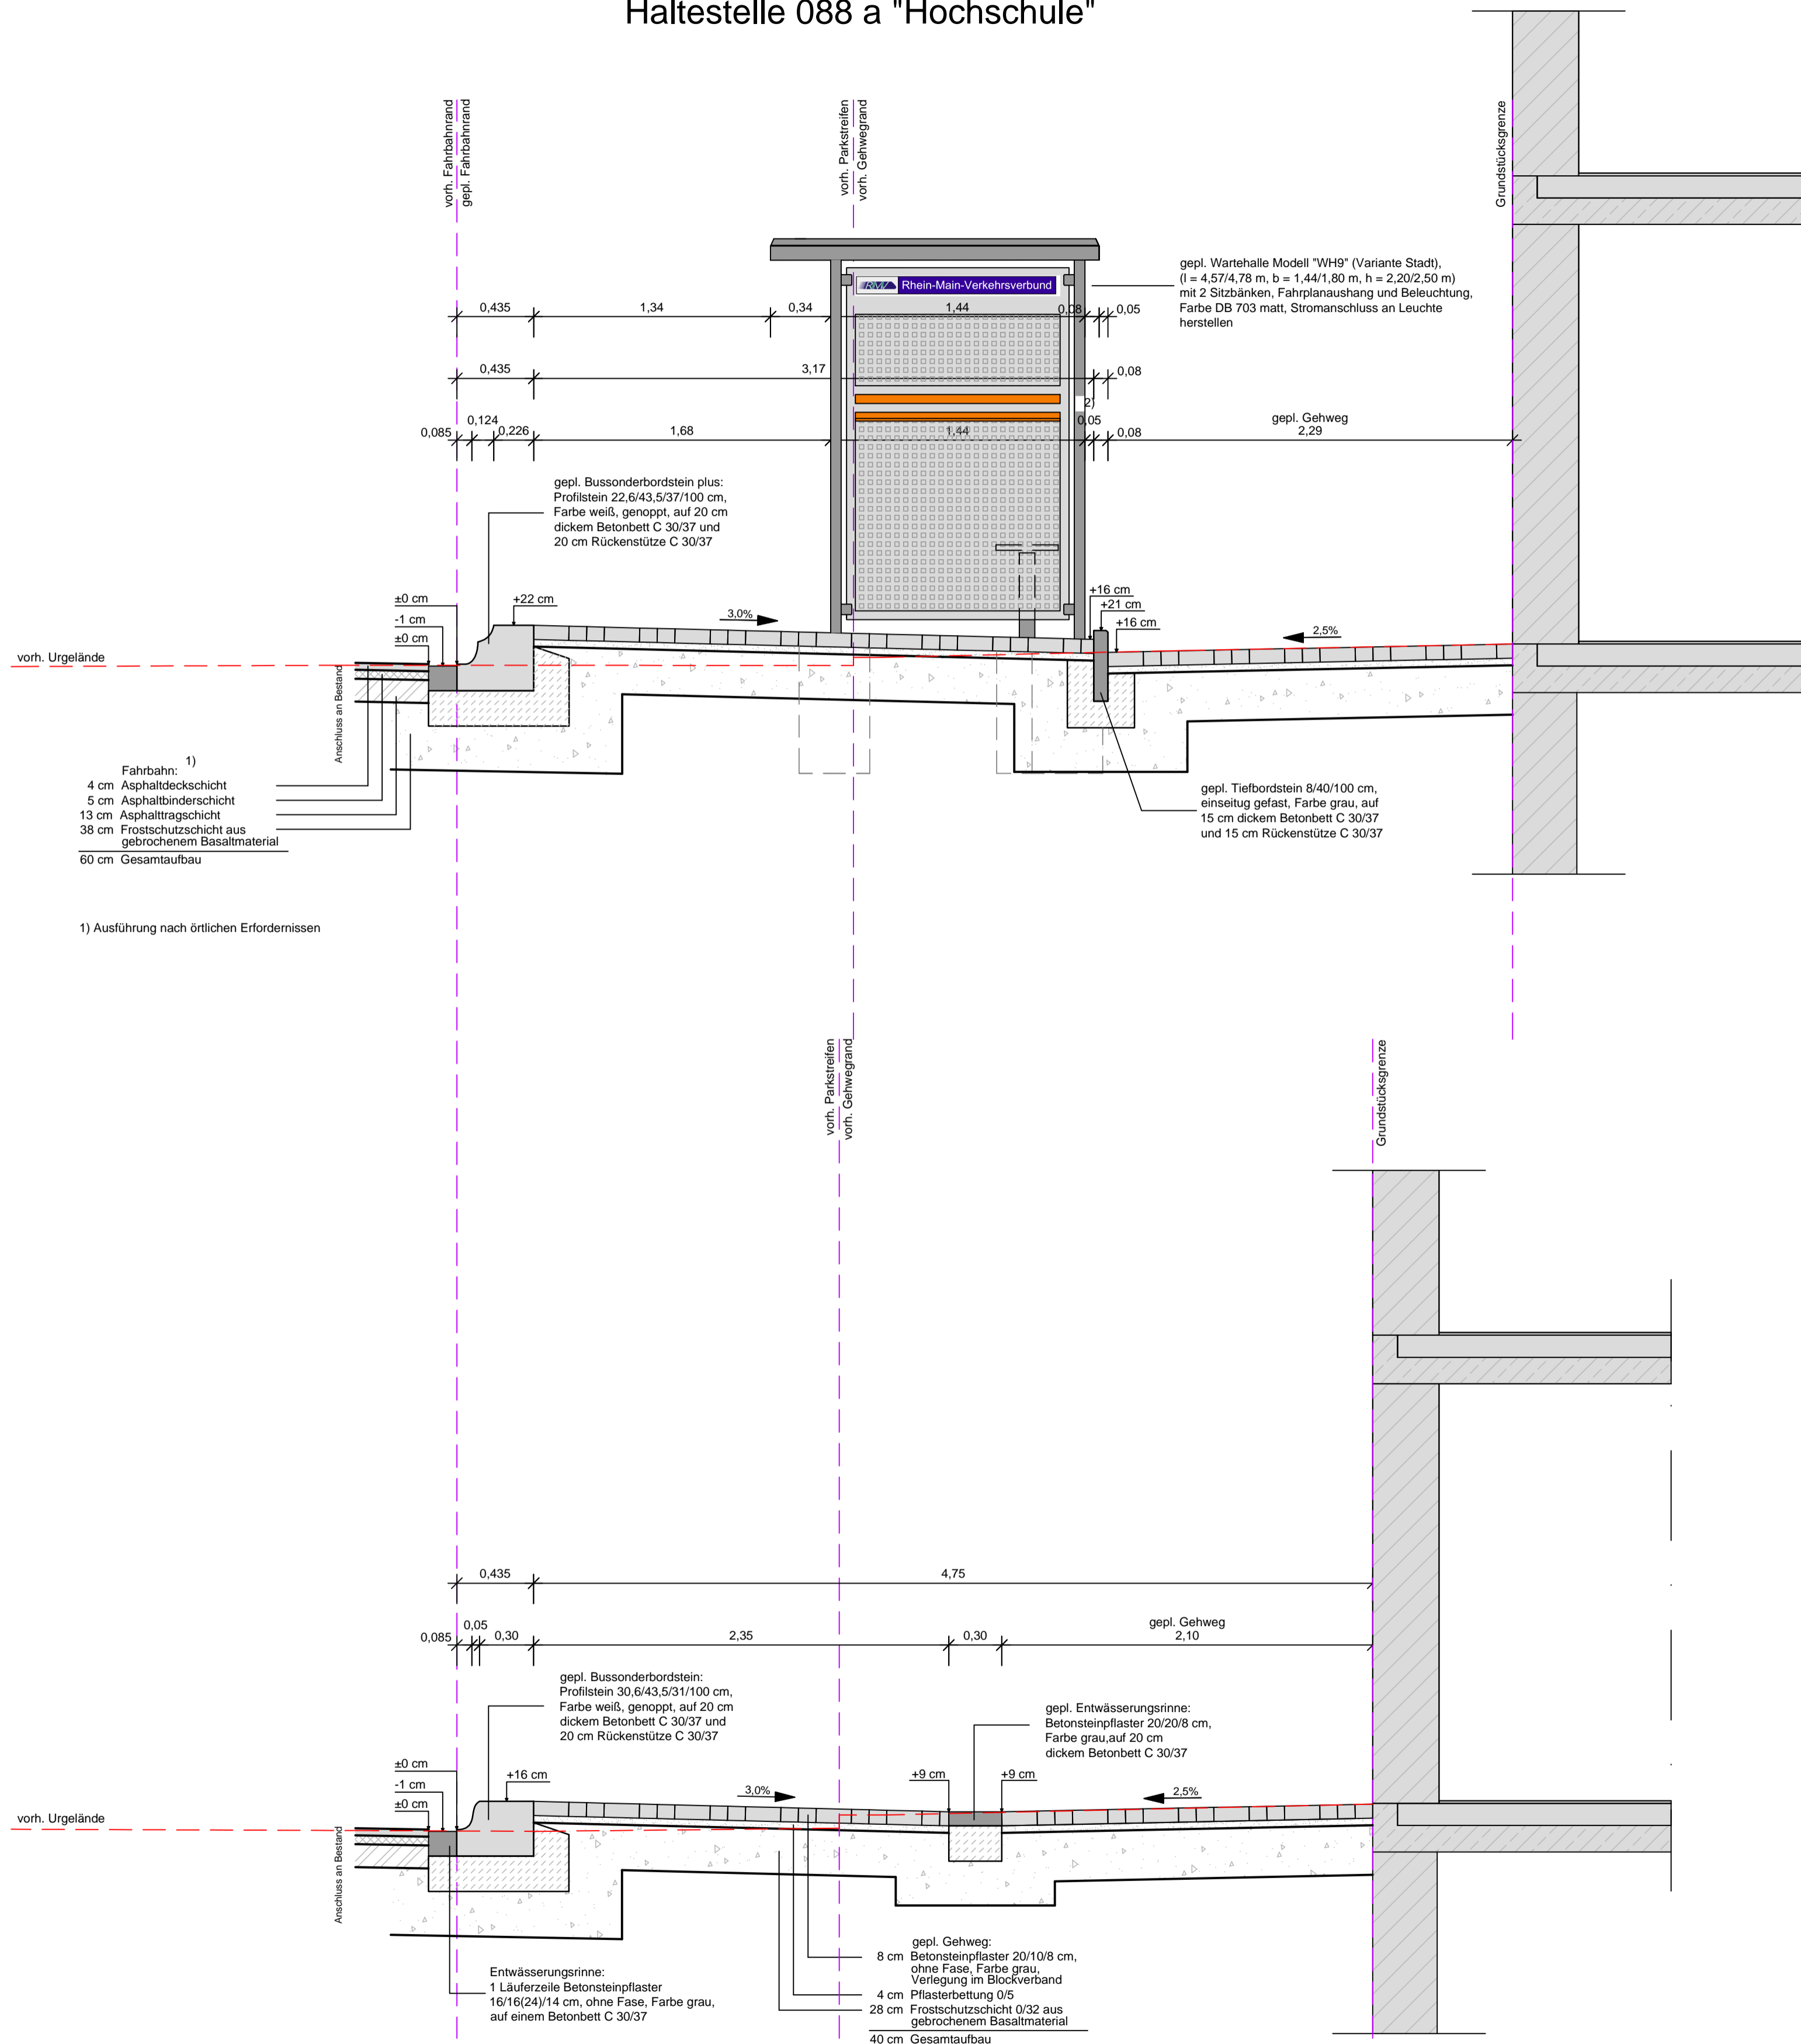 Haltestelle 088 a "Hochschule"
vorh. Fahrbahnrand
gepl. Fahrbahnrand
vorh. Parkstreifen
vorh. Gehwegrand
Grundstücksgrenze
RMV Rhein-Main-Verkehrsverbund
gepl. Wartehalle Modell "WH9" (Variante Stadt),
(l = 4,57/4,78 m, b = 1,44/1,80 m, h = 2,20/2,50 m)
mit 2 Sitzbänken, Fahrplanaushang und Beleuchtung,
Farbe DB 703 matt, Stromanschluss an Leuchte
herstellen
0,435 1,34 0,34 1,44 0,08 0,05
0,435 3,17 0,08
2)
0,085 0,124 0,226 1,68 1,44 0,05 0,08
gepl. Gehweg
2,29
gepl. Bussonderbordstein plus:
Profilstein 22,6/43,5/37/100 cm,
Farbe weiß, genoppt, auf 20 cm
dickem Betonbett C 30/37 und
20 cm Rückenstütze C 30/37
±0 cm
-1 cm
±0 cm
+22 cm
3,0%
+16 cm
+21 cm
+16 cm
2,5%
vorh. Urgelände
Anschluss an Bestand
1)
Fahrbahn:
4 cm Asphaltdeckschicht
5 cm Asphaltbinderschicht
13 cm Asphalttragschicht
38 cm Frostschutzschicht aus
gebrochenem Basaltmaterial
60 cm Gesamtaufbau
gepl. Tiefbordstein 8/40/100 cm,
einseitug gefast, Farbe grau, auf
15 cm dickem Betonbett C 30/37
und 15 cm Rückenstütze C 30/37
1) Ausführung nach örtlichen Erfordernissen
vorh. Parkstreifen
vorh. Gehwegrand
Grundstücksgrenze
0,435 4,75
0,085 0,05 0,30 2,35 0,30
gepl. Gehweg
2,10
gepl. Bussonderbordstein:
Profilstein 30,6/43,5/31/100 cm,
Farbe weiß, genoppt, auf 20 cm
dickem Betonbett C 30/37 und
20 cm Rückenstütze C 30/37
gepl. Entwässerungsrinne:
Betonsteinpflaster 20/20/8 cm,
Farbe grau,auf 20 cm
dickem Betonbett C 30/37
±0 cm
-1 cm
±0 cm
+16 cm
3,0%
+9 cm
+9 cm
2,5%
vorh. Urgelände
Anschluss an Bestand
Entwässerungsrinne:
1 Läuferzeile Betonsteinpflaster
16/16(24)/14 cm, ohne Fase, Farbe grau,
auf einem Betonbett C 30/37
gepl. Gehweg:
8 cm Betonsteinpflaster 20/10/8 cm,
ohne Fase, Farbe grau,
Verlegung im Blockverband
4 cm Pflasterbettung 0/5
28 cm Frostschutzschicht 0/32 aus
gebrochenem Basaltmaterial
40 cm Gesamtaufbau